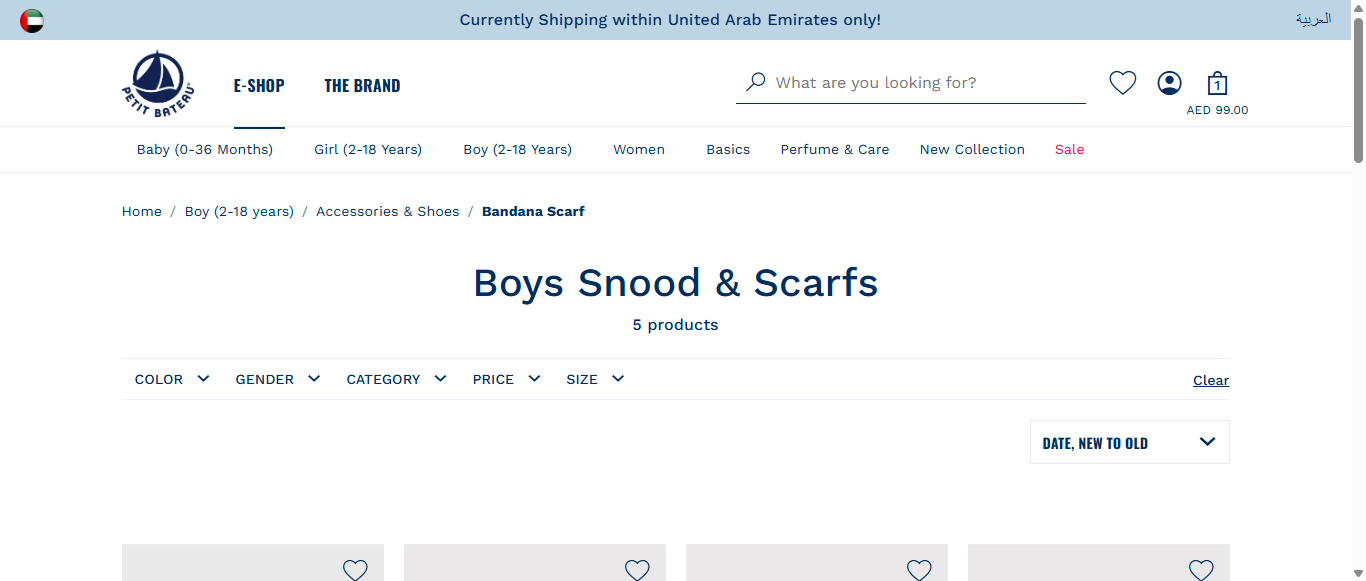 Currently Shipping within United Arab Emirates only!
العربية
PETIT BATEAU®
E-SHOP
THE BRAND
What are you looking for?
1
AED 99.00
Baby (0-36 Months)
Girl (2-18 Years)
Boy (2-18 Years)
Women
Basics
Perfume & Care
New Collection
Sale
Home / Boy (2-18 years) / Accessories & Shoes / Bandana Scarf
Boys Snood & Scarfs
5 products
COLOR
GENDER
CATEGORY
PRICE
SIZE
Clear
DATE, NEW TO OLD